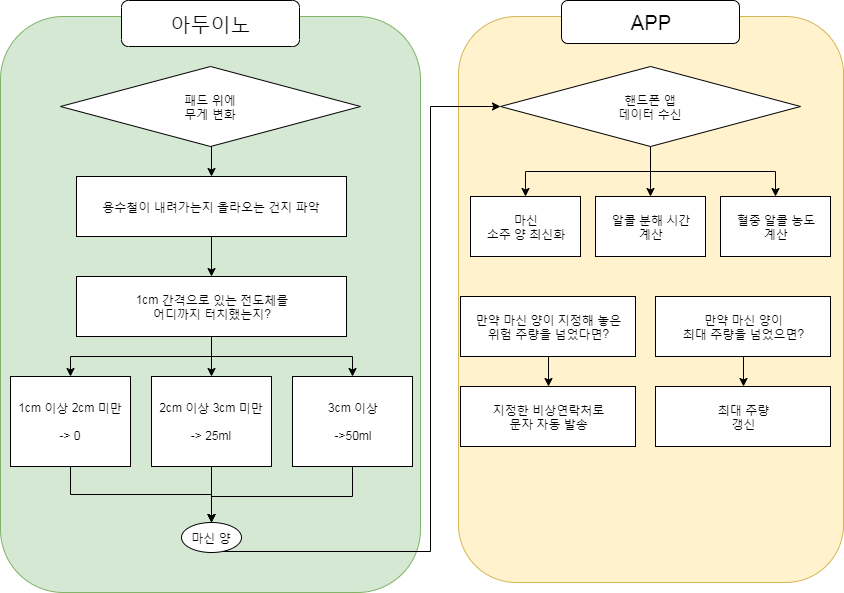 아두이노
패드 위에
무게 변화
용수철이 내려가는지 올라오는 건지 파악
1cm 간격으로 있는 전도체를
어디까지 터치했는지?
1cm 이상 2cm 미만
-> 0
2cm 이상 3cm 미만
-> 25ml
3cm 이상
->50ml
마신 양
APP
핸드폰 앱
데이터 수신
마신
소주 양 최신화
알콜 분해 시간
계산
혈중 알콜 농도
계산
만약 마신 양이 지정해 놓은
위험 주량을 넘었다면?
만약 마신 양이
최대 주량을 넘었으면?
지정한 비상연락처로
문자 자동 발송
최대 주량
갱신